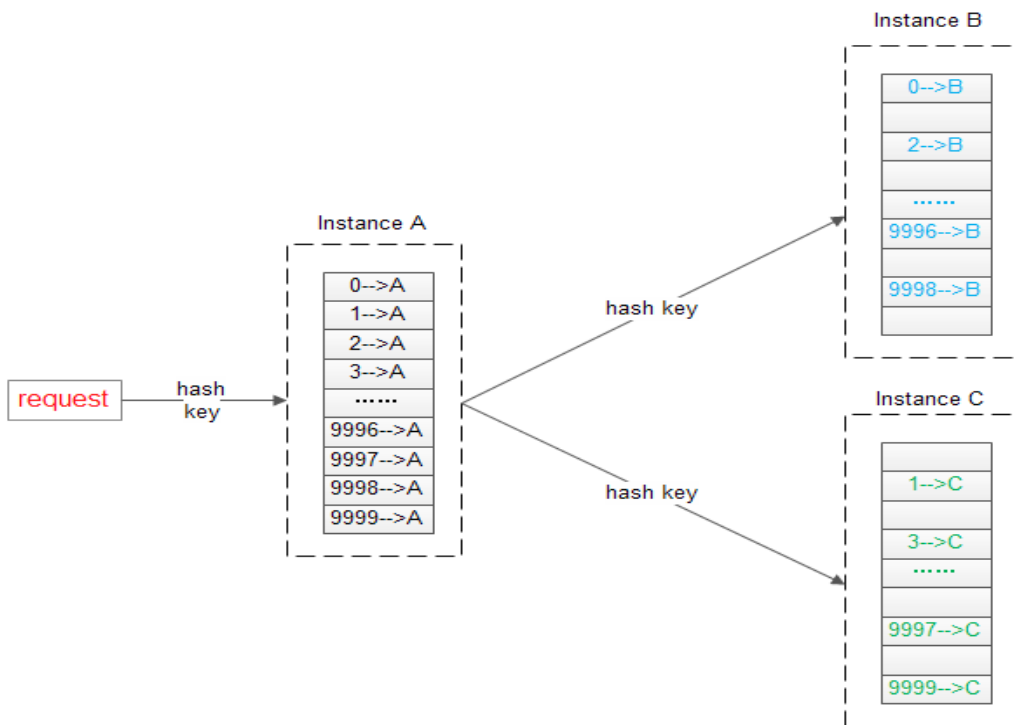 request
hash
key
Instance A
0-->A
1-->A
2-->A
3-->A
......
9996-->A
9997-->A
9998-->A
9999-->A
hash key
hash key
Instance B
0-->B
2-->B
......
9996-->B
9998-->B
Instance C
1-->C
3-->C
......
9997-->C
9999-->C